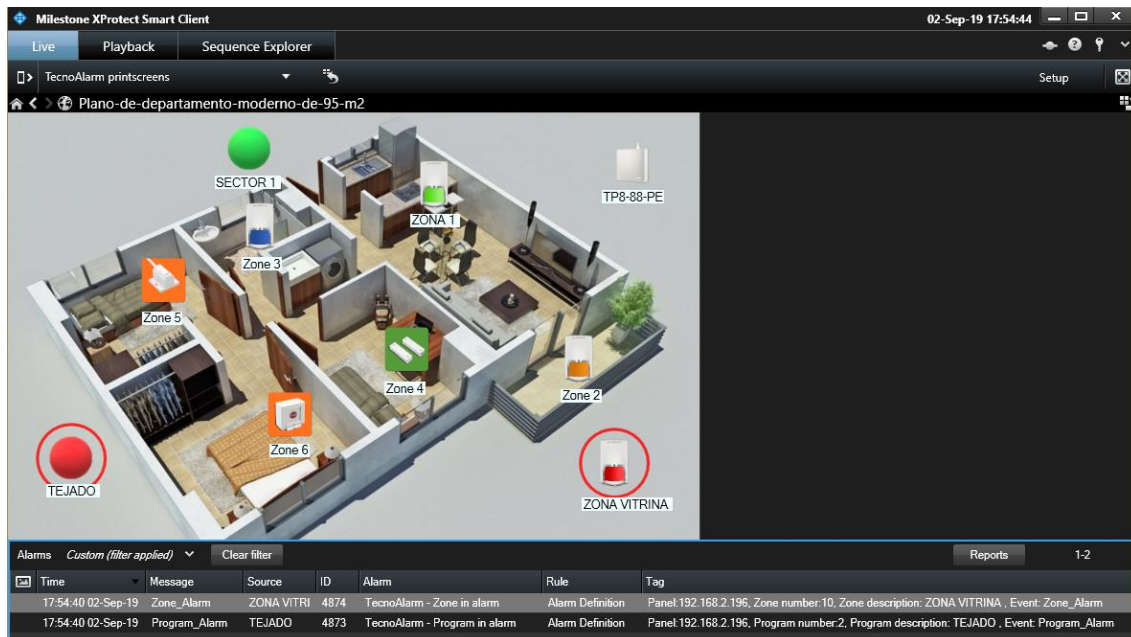 Milestone XProtect Smart Client
02-Sep-19 17:54:44
Live Playback Sequence Explorer
TecnoAlarm printscreens
Setup
Plano-de-departamento-moderno-de-95-m2
SECTOR 1
TP8-88-PE
ZONA 1
Zone 3
Zone 5
Zone 4
Zone 2
Zone 6
TEJADO
ZONA VITRINA
Alarms Custom (filter applied) Clear filter Reports 1-2
Time Message Source ID Alarm Rule Tag
17:54:40 02-Sep-19 Zone_Alarm ZONA VITRI 4874 TecnoAlarm - Zone in alarm Alarm Definition Panel:192.168.2.196, Zone number:10, Zone description: ZONA VITRINA , Event: Zone_Alarm
17:54:40 02-Sep-19 Program_Alarm TEJADO 4873 TecnoAlarm - Program in alarm Alarm Definition Panel:192.168.2.196, Program number:2, Program description: TEJADO , Event: Program_Alarm